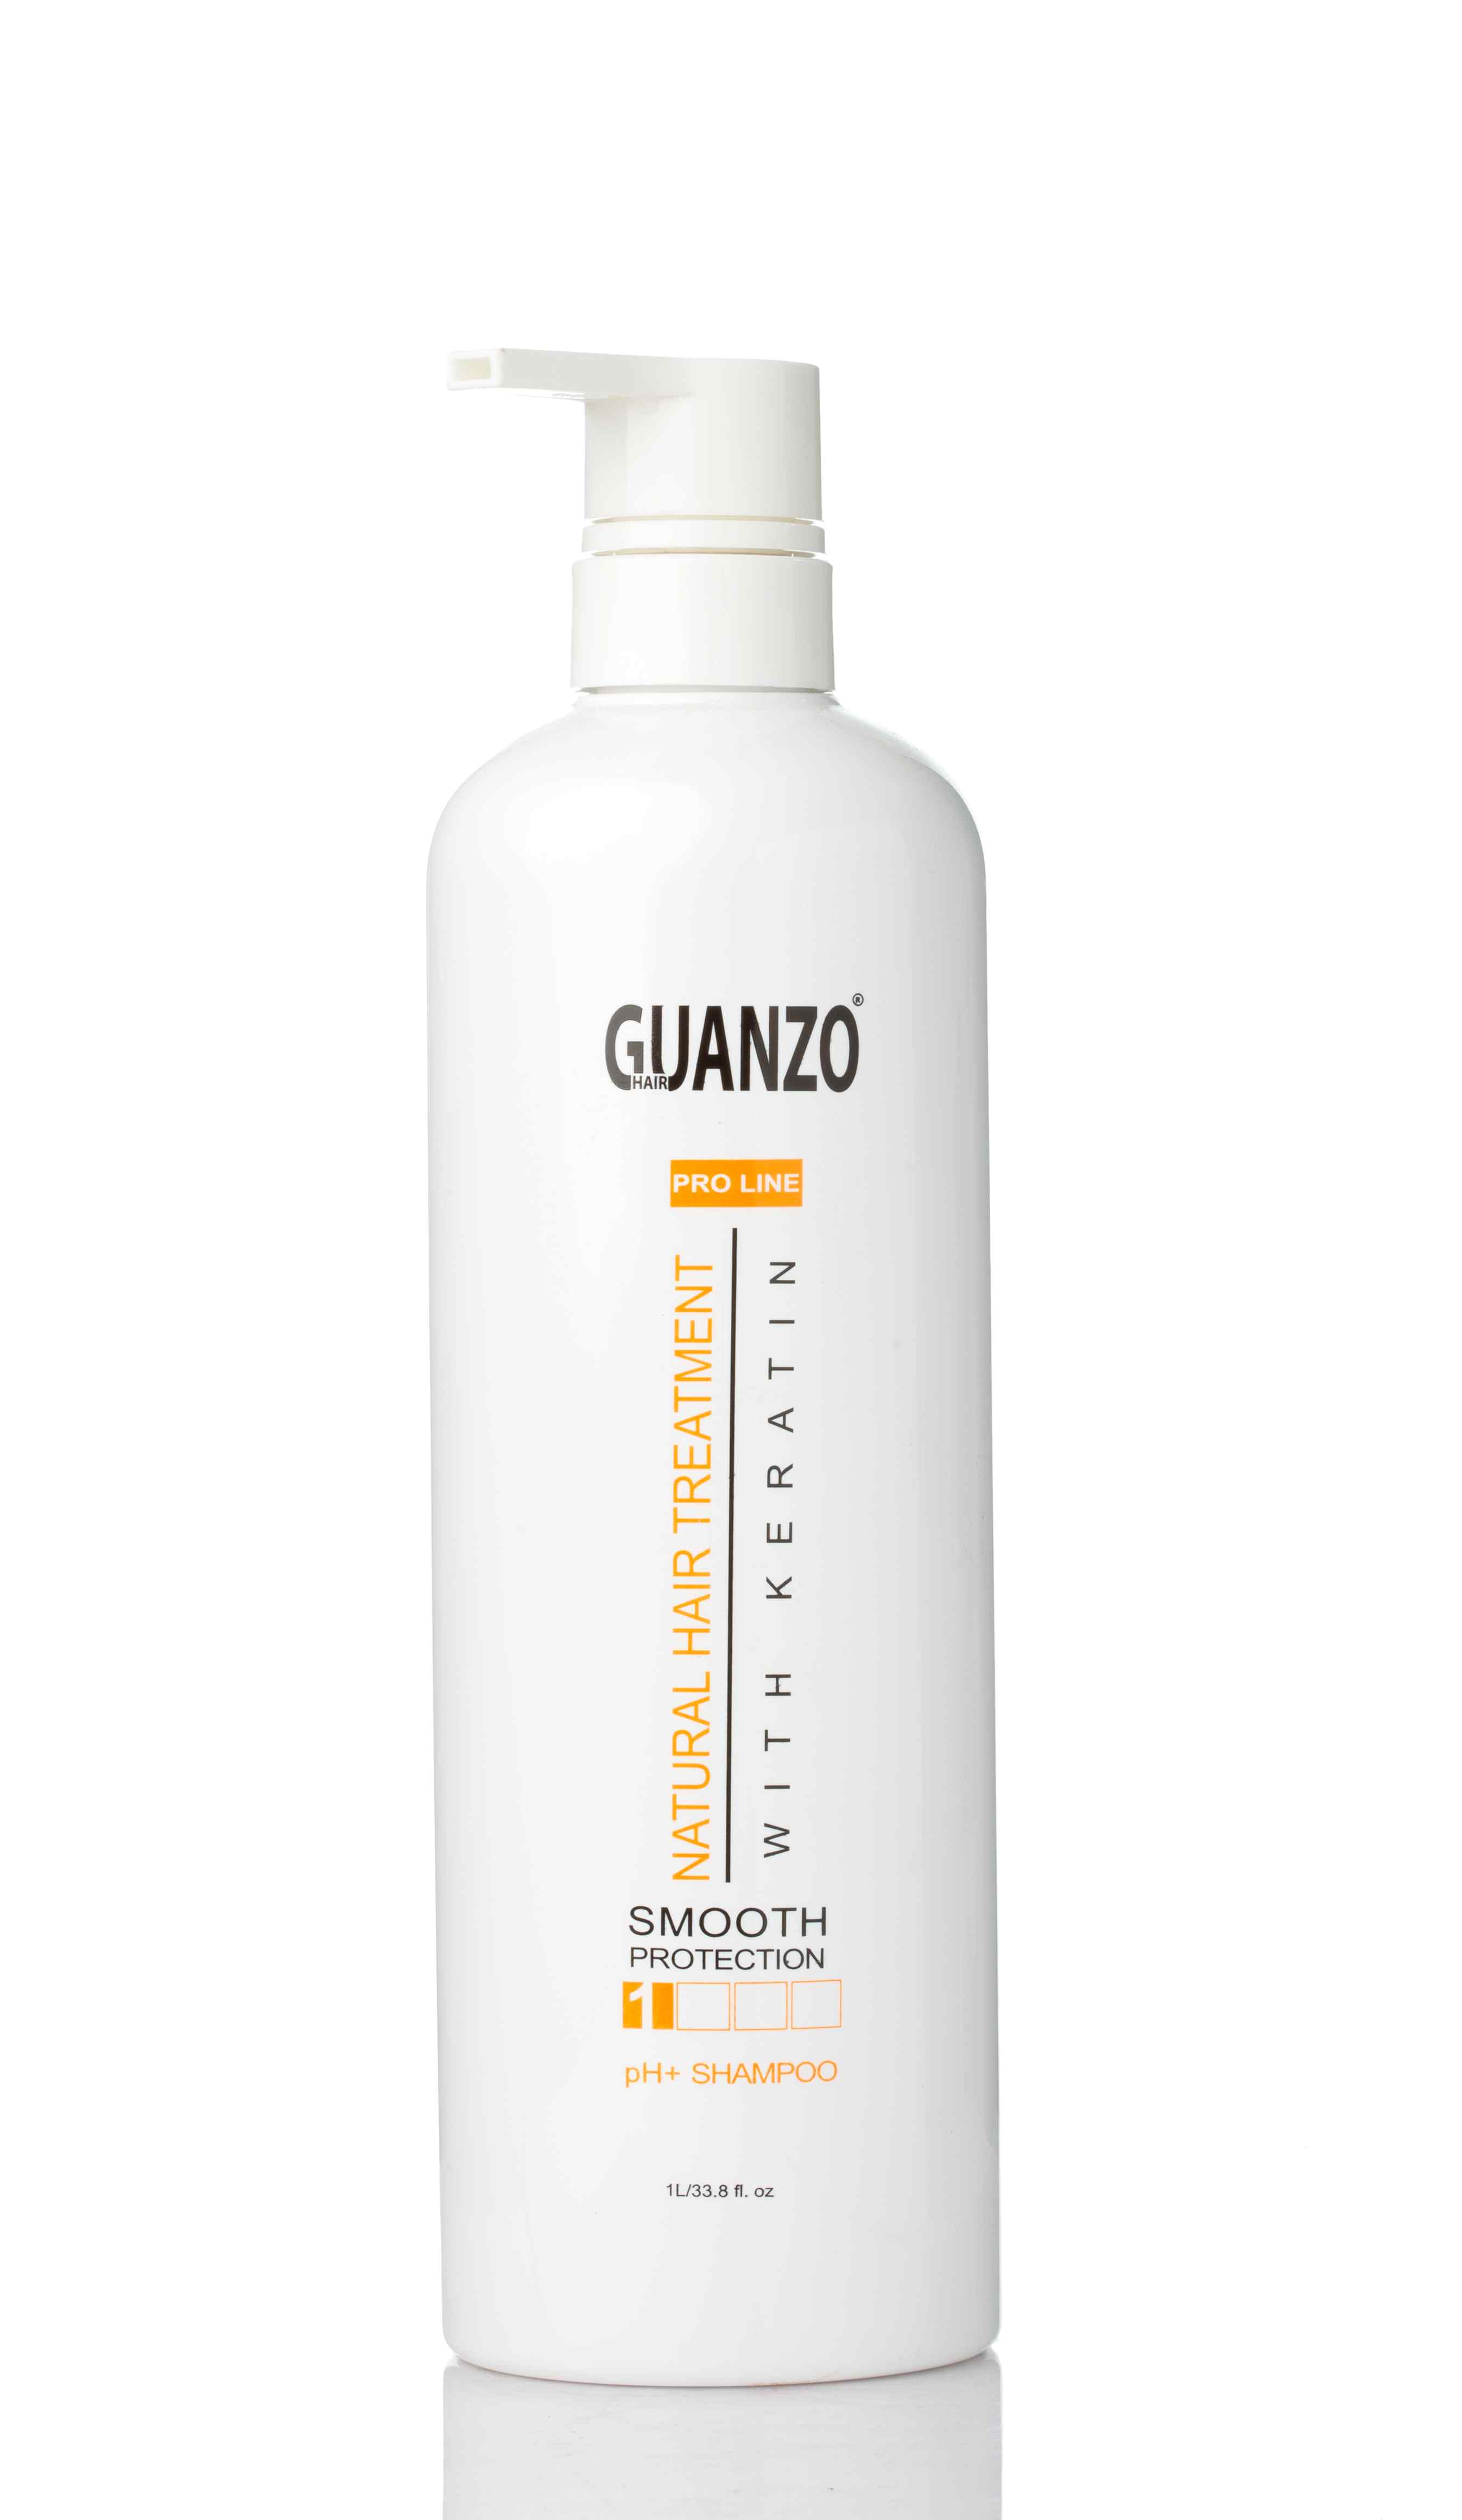 GUANZO®
HAIR
PRO LINE
NATURAL HAIR TREATMENT
WITH KERATIN
SMOOTH
PROTECTION
1
pH+ SHAMPOO
1L/33.8 fl. oz